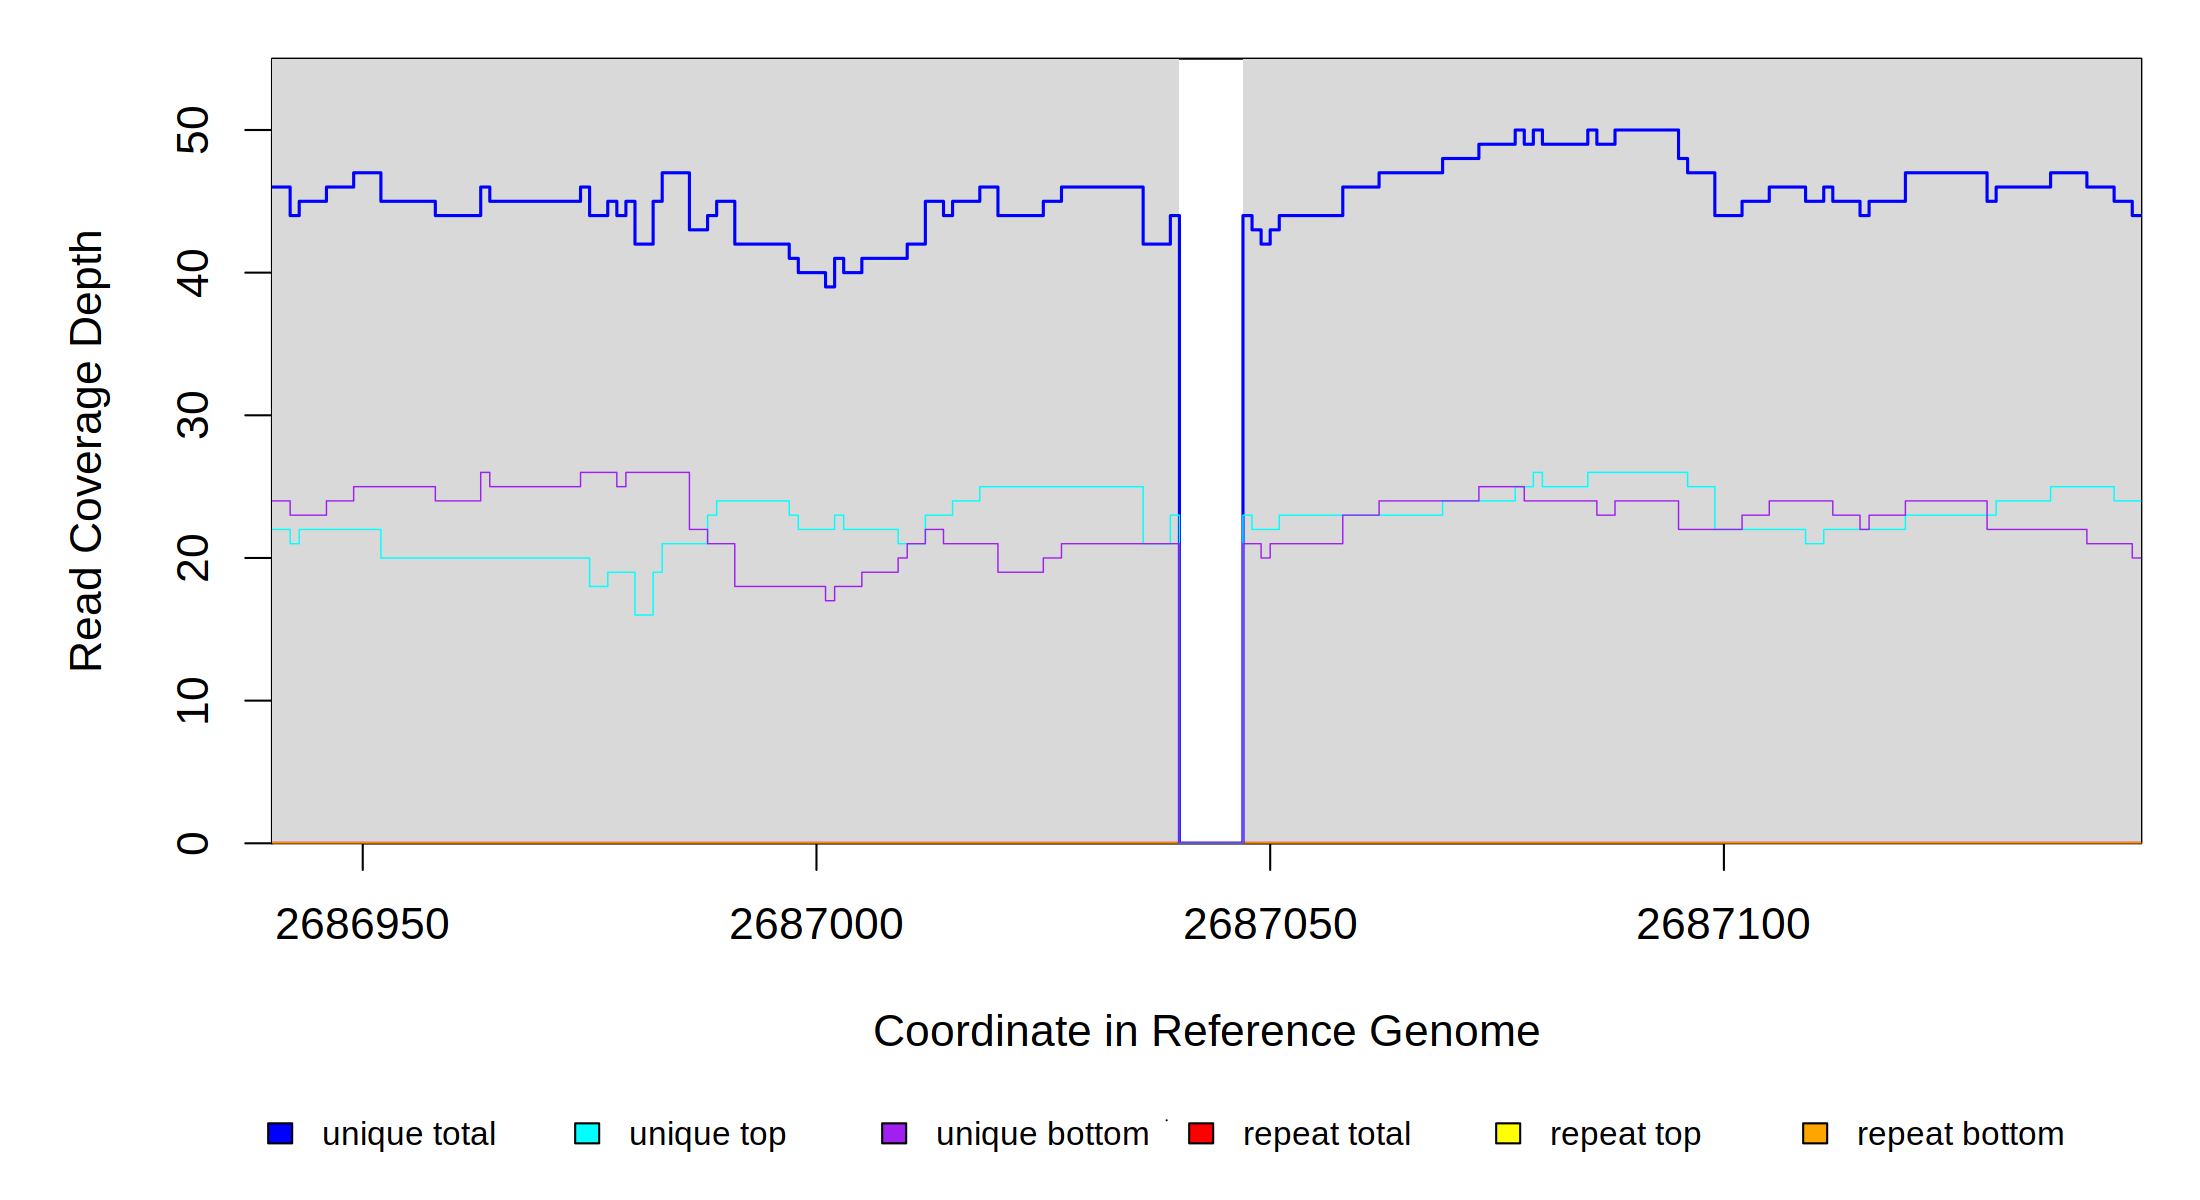 50
40
30
20
10
0
Read Coverage Depth
2686950 2687000 2687050 2687100
Coordinate in Reference Genome
unique total unique top unique bottom repeat total repeat top repeat bottom